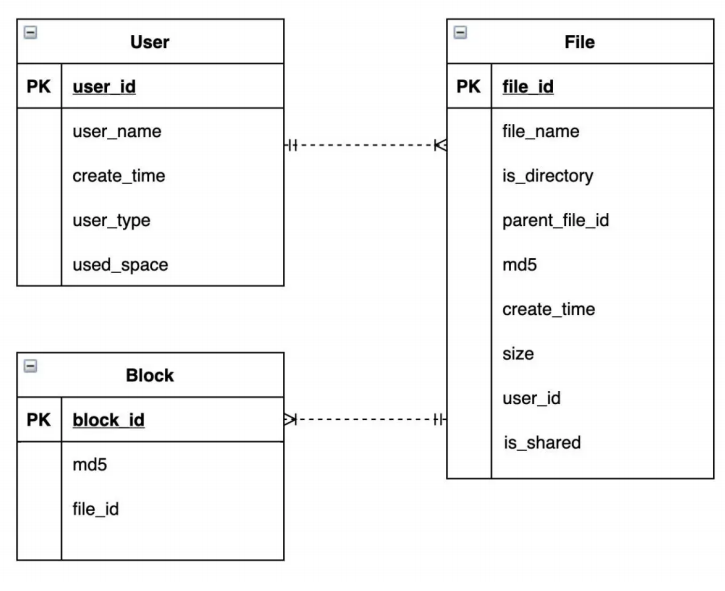 User
PK user_id
user_name
create_time
user_type
used_space
File
PK file_id
file_name
is_directory
parent_file_id
md5
create_time
size
user_id
is_shared
Block
PK block_id
md5
file_id